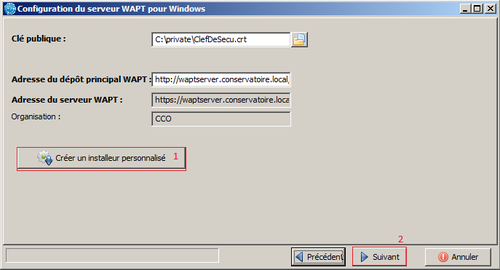 Configuration du serveur WAPT pour Windows
Clé publique : C:\private\ClefDeSecu.crt
Adresse du dépôt principal WAPT : http://waptserver.conservatoire.local,
Adresse du serveur WAPT : https://waptserver.conservatoire.loca
Organisation : CCO
Créer un installeur personnalisé 1
2
Précédent
Suivant
Annuler